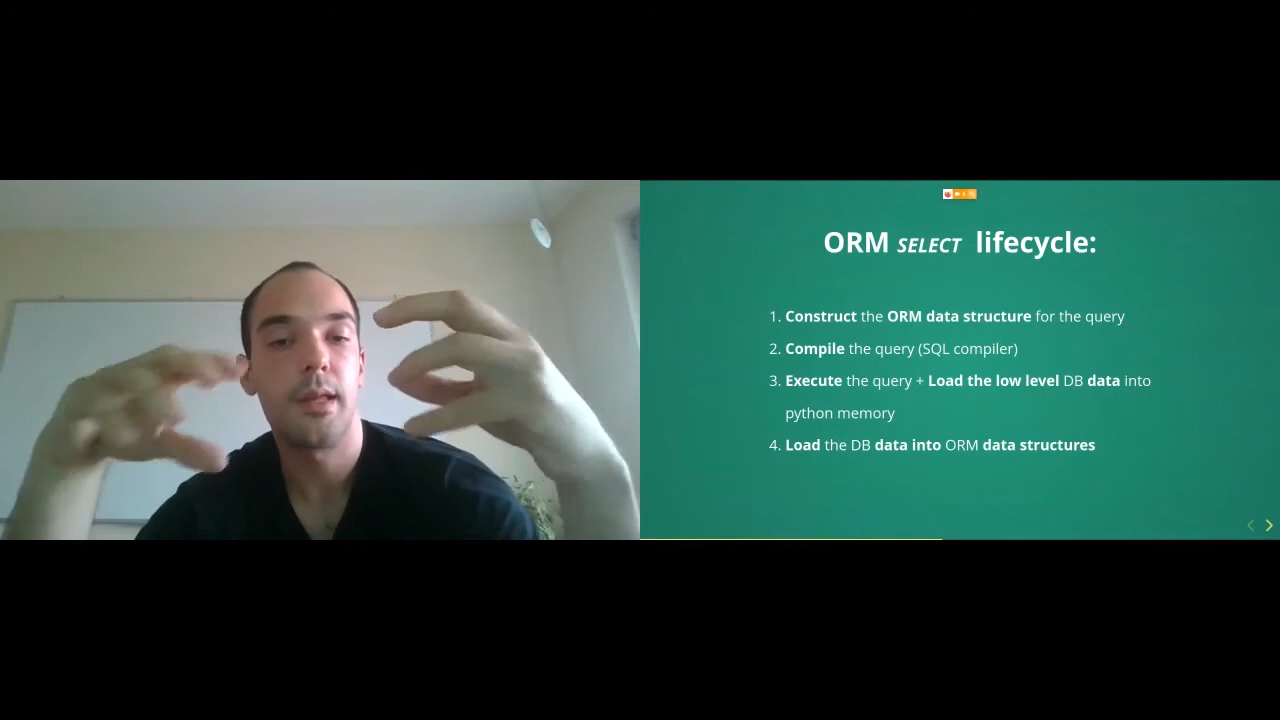 ORM SELECT lifecycle:
1. Construct the ORM data structure for the query
2. Compile the query (SQL compiler)
3. Execute the query + Load the low level DB data into
python memory
4. Load the DB data into ORM data structures